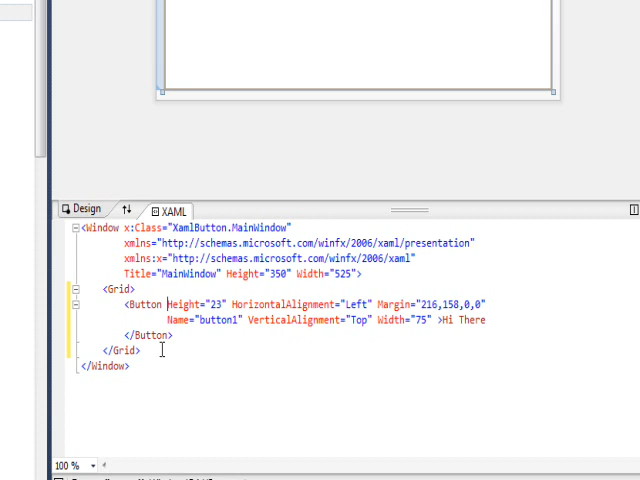 Design
XAML
<Window x:Class="XamlButton.MainWindow"
xmlns="http://schemas.microsoft.com/winfx/2006/xaml/presentation"
xmlns:x="http://schemas.microsoft.com/winfx/2006/xaml"
Title="MainWindow" Height="350" Width="525">
<Grid>
<Button Height="23" HorizontalAlignment="Left" Margin="216,158,0,0"
Name="button1" VerticalAlignment="Top" Width="75" >Hi There
</Button>
</Grid>
</Window>
100 %